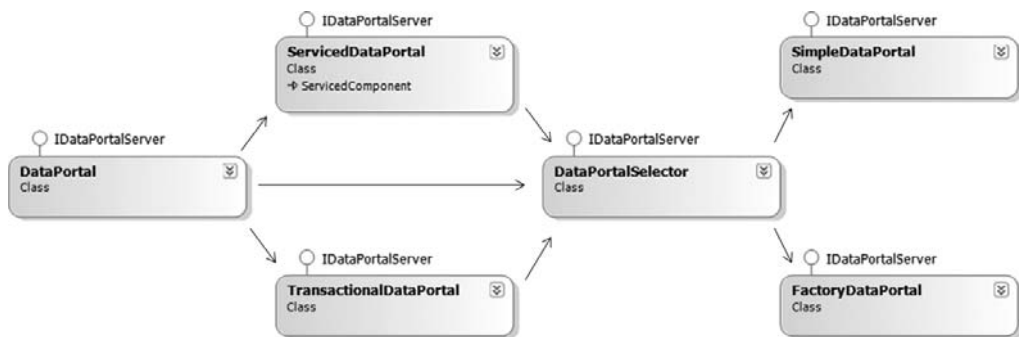 IDataPortalServer
ServicedDataPortal
Class
ServicedComponent
IDataPortalServer
SimpleDataPortal
Class
IDataPortalServer
DataPortal
Class
IDataPortalServer
DataPortalSelector
Class
IDataPortalServer
TransactionalDataPortal
Class
IDataPortalServer
FactoryDataPortal
Class